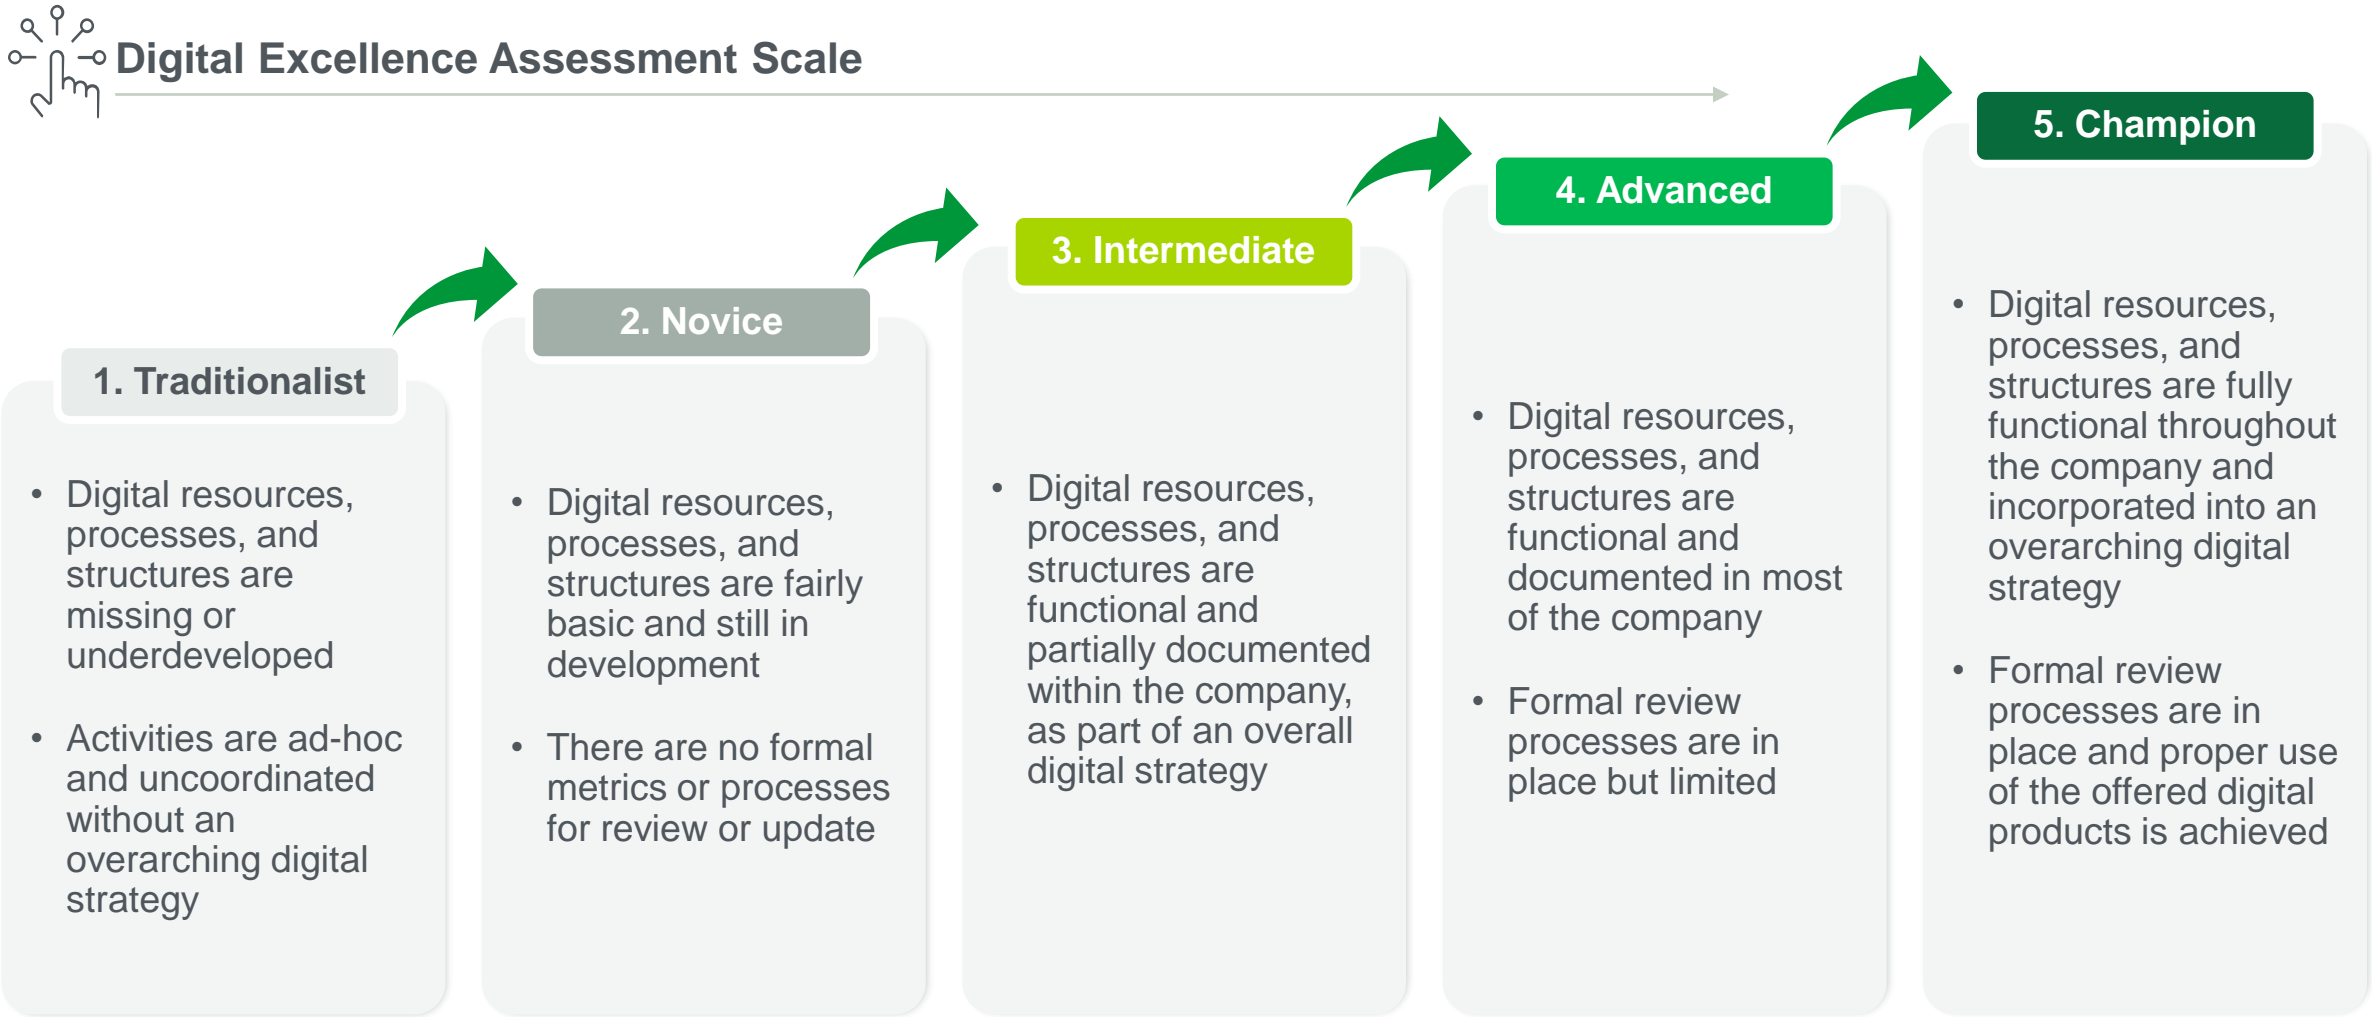 Digital Excellence Assessment Scale
1. Traditionalist
• Digital resources,
processes, and
structures are
missing or
underdeveloped
• Activities are ad-hoc
and uncoordinated
without an
overarching digital
strategy
2. Novice
• Digital resources,
processes, and
structures are fairly
basic and still in
development
• There are no formal
metrics or processes
for review or update
3. Intermediate
• Digital resources,
processes, and
structures are
functional and
partially documented
within the company,
as part of an overall
digital strategy
4. Advanced
• Digital resources,
processes, and
structures are
functional and
documented in most
of the company
• Formal review
processes are in
place but limited
5. Champion
• Digital resources,
processes, and
structures are fully
functional throughout
the company and
incorporated into an
overarching digital
strategy
• Formal review
processes are in
place and proper use
of the offered digital
products is achieved